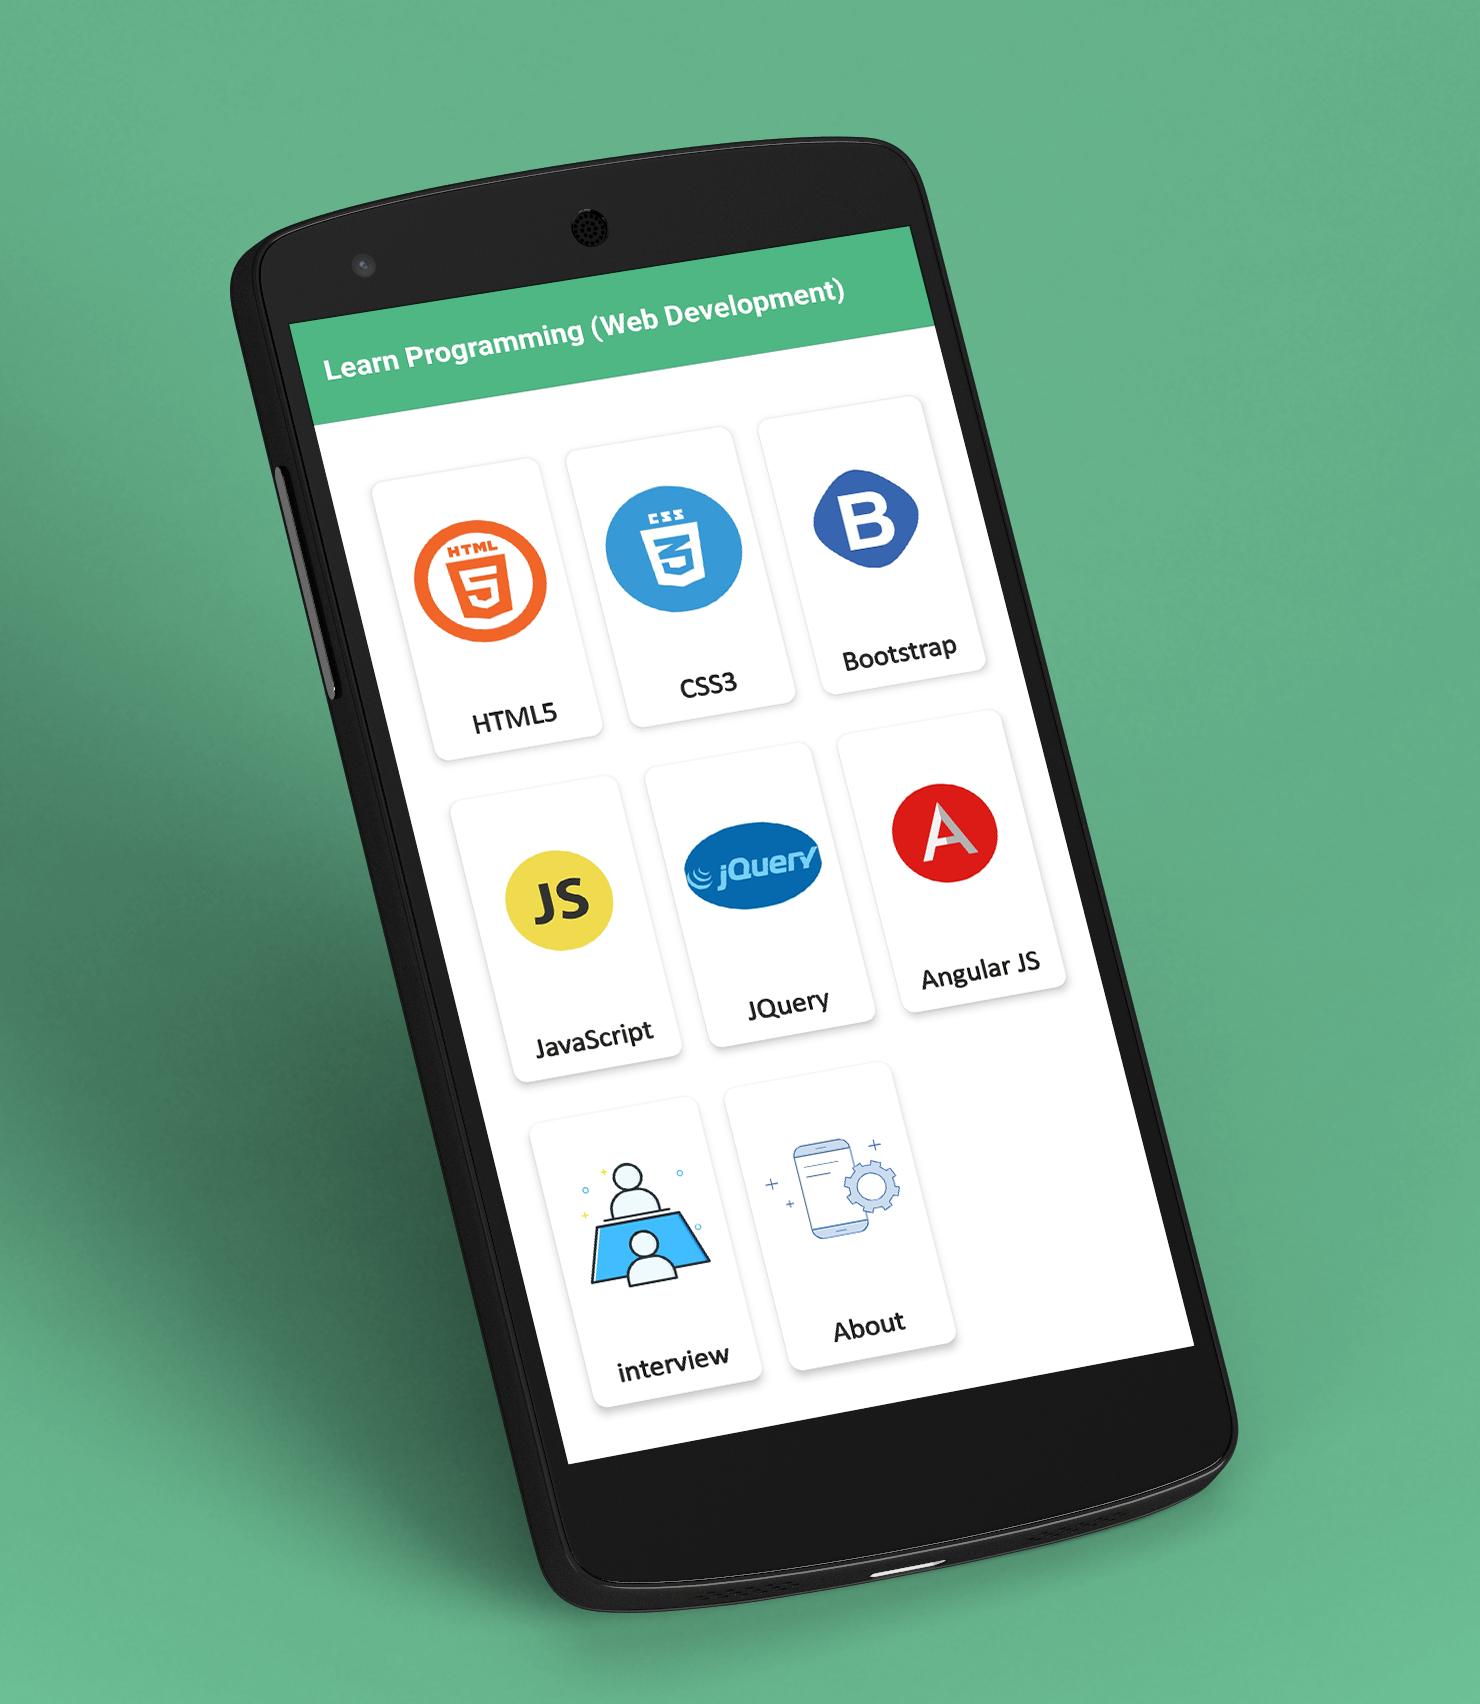 Learn Programming (Web Development)
HTML
5
HTML5
CSS
3
CSS3
B
Bootstrap
JS
JavaScript
jQuery
JQuery
A
Angular JS
interview
About